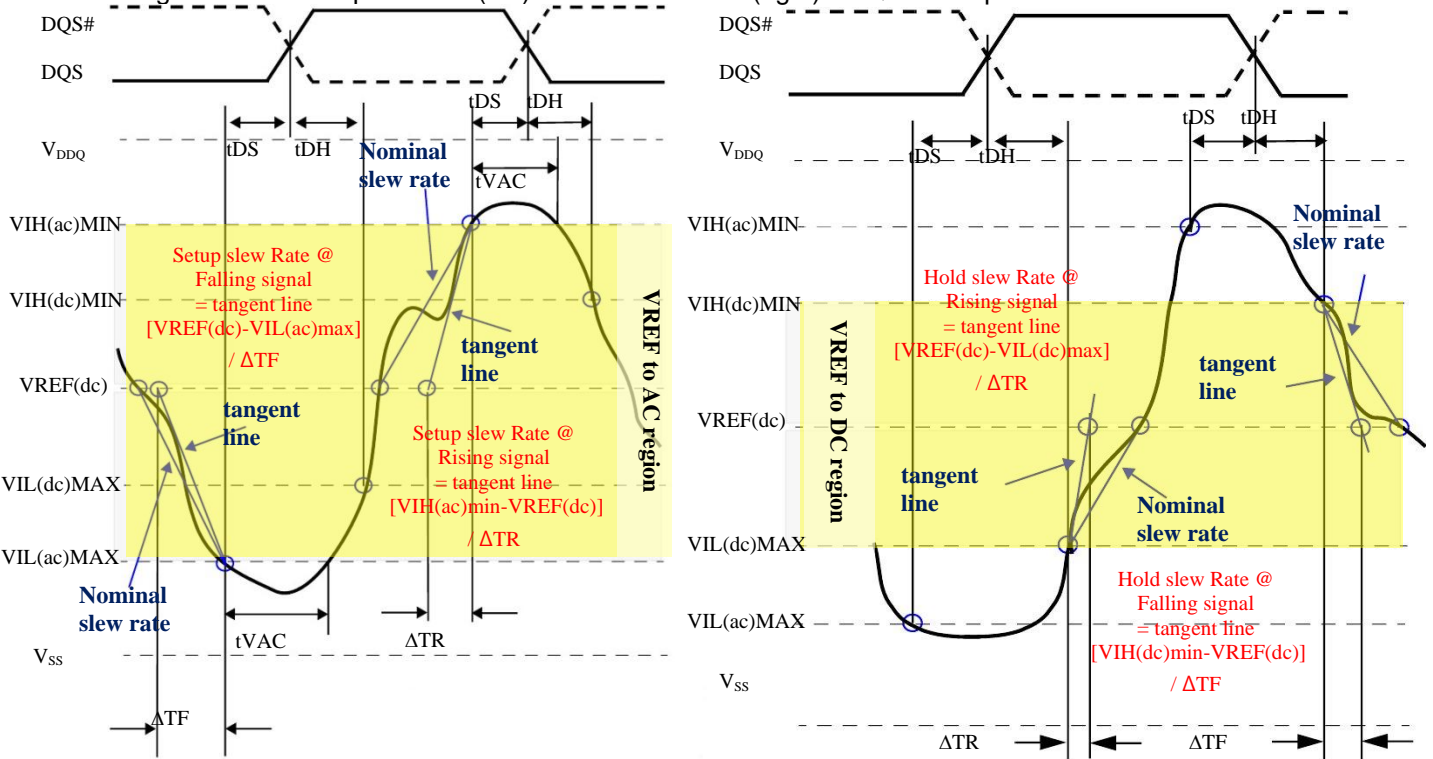 DQS#
DQS
tDS
tDH
tDS
tDH
VDDQ
Nominal
slew rate
tVAC
VIH(ac)MIN
Setup slew Rate @
Falling signal
= tangent line
[VREF(dc)-VIL(ac)max]
/ ΔTF
VIH(dc)MIN
tangent
line
VREF(dc)
tangent
line
Setup slew Rate @
Rising signal
= tangent line
[VIH(ac)min-VREF(dc)]
/ ΔTR
VREF to AC region
VIL(dc)MAX
VIL(ac)MAX
Nominal
slew rate
tVAC
ΔTR
VSS
ΔTF
DQS#
DQS
tDS
tDH
tDS
tDH
VDDQ
VIH(ac)MIN
Nominal
slew rate
Hold slew Rate @
Rising signal
= tangent line
[VREF(dc)-VIL(dc)max]
/ ΔTR
VIH(dc)MIN
VREF to DC region
tangent
line
VREF(dc)
tangent
line
Nominal
slew rate
VIL(dc)MAX
Hold slew Rate @
Falling signal
= tangent line
[VIH(dc)min-VREF(dc)]
/ ΔTF
VIL(ac)MAX
VSS
ΔTR
ΔTF